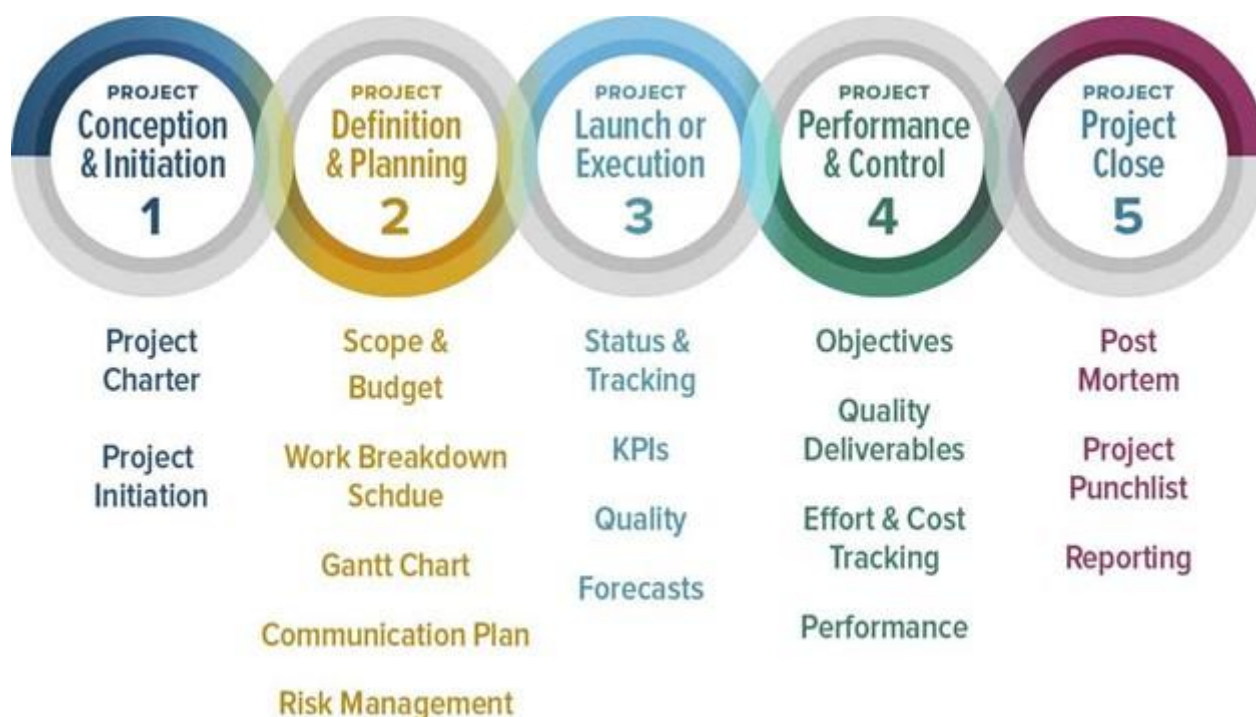 PROJECT
Conception
& Initiation
1
PROJECT
Definition
& Planning
2
PROJECT
Launch or
Execution
3
PROJECT
Performance
& Control
4
PROJECT
Project
Close
5
Project
Charter
Project
Initiation
Scope &
Budget
Work Breakdown
Schdue
Gantt Chart
Communication Plan
Risk Management
Status &
Tracking
KPIs
Quality
Forecasts
Objectives
Quality
Deliverables
Effort & Cost
Tracking
Performance
Post
Mortem
Project
Punchlist
Reporting